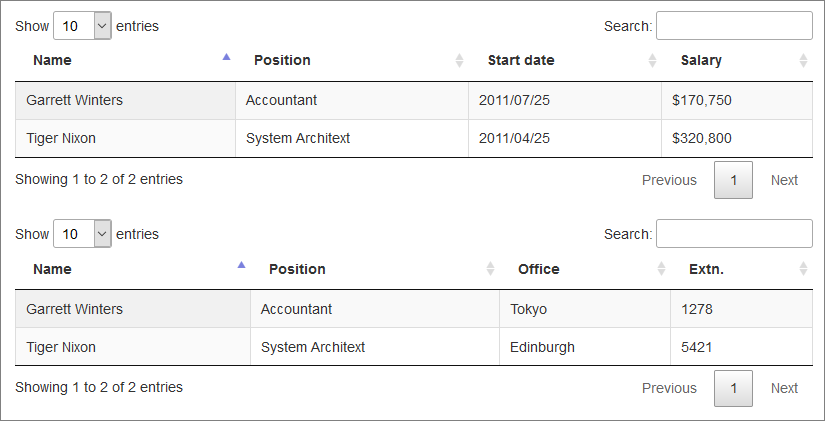 Show 10 entries Search:
Name Position Start date Salary
Garrett Winters Accountant 2011/07/25 $170,750
Tiger Nixon System Architext 2011/04/25 $320,800
Showing 1 to 2 of 2 entries Previous 1 Next
Show 10 entries Search:
Name Position Office Extn.
Garrett Winters Accountant Tokyo 1278
Tiger Nixon System Architext Edinburgh 5421
Showing 1 to 2 of 2 entries Previous 1 Next